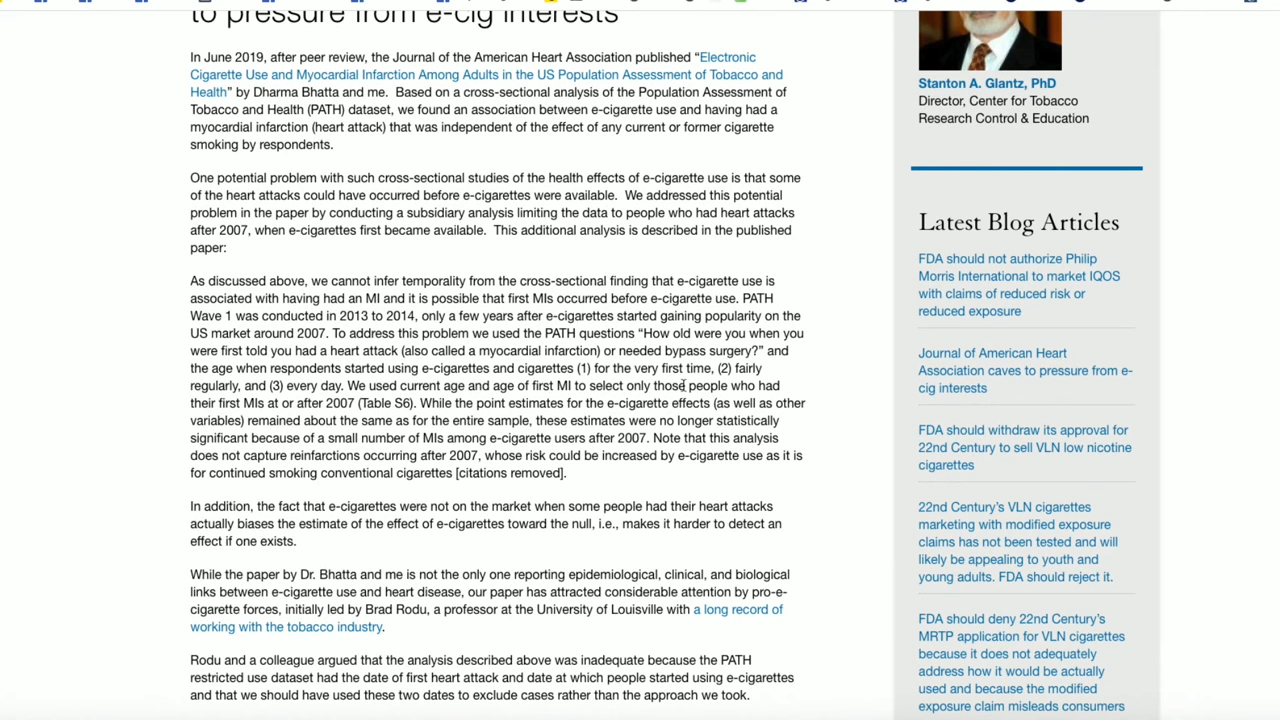 to pressure from e-cig interests
In June 2019, after peer review, the Journal of the American Heart Association published “Electronic
Cigarette Use and Myocardial Infarction Among Adults in the US Population Assessment of Tobacco and
Health” by Dharma Bhatta and me.  Based on a cross-sectional analysis of the Population Assessment of
Tobacco and Health (PATH) dataset, we found an association between e-cigarette use and having had a
myocardial infarction (heart attack) that was independent of the effect of any current or former cigarette
smoking by respondents.
One potential problem with such cross-sectional studies of the health effects of e-cigarette use is that some
of the heart attacks could have occurred before e-cigarettes were available.  We addressed this potential
problem in the paper by conducting a subsidiary analysis limiting the data to people who had heart attacks
after 2007, when e-cigarettes first became available.  This additional analysis is described in the published
paper:
As discussed above, we cannot infer temporality from the cross-sectional finding that e-cigarette use is
associated with having had an MI and it is possible that first MIs occurred before e-cigarette use. PATH
Wave 1 was conducted in 2013 to 2014, only a few years after e-cigarettes started gaining popularity on the
US market around 2007. To address this problem we used the PATH questions “How old were you when you
were first told you had a heart attack (also called a myocardial infarction) or needed bypass surgery?” and
the age when respondents started using e-cigarettes and cigarettes (1) for the very first time, (2) fairly
regularly, and (3) every day. We used current age and age of first MI to select only those people who had
their first MIs at or after 2007 (Table S6). While the point estimates for the e-cigarette effects (as well as other
variables) remained about the same as for the entire sample, these estimates were no longer statistically
significant because of a small number of MIs among e-cigarette users after 2007. Note that this analysis
does not capture reinfarctions occurring after 2007, whose risk could be increased by e-cigarette use as it is
for continued smoking conventional cigarettes [citations removed].
In addition, the fact that e-cigarettes were not on the market when some people had their heart attacks
actually biases the estimate of the effect of e-cigarettes toward the null, i.e., makes it harder to detect an
effect if one exists.
While the paper by Dr. Bhatta and me is not the only one reporting epidemiological, clinical, and biological
links between e-cigarette use and heart disease, our paper has attracted considerable attention by pro-e-
cigarette forces, initially led by Brad Rodu, a professor at the University of Louisville with a long record of
working with the tobacco industry.
Rodu and a colleague argued that the analysis described above was inadequate because the PATH
restricted use dataset had the date of first heart attack and date at which people started using e-cigarettes
and that we should have used these two dates to exclude cases rather than the approach we took.
Stanton A. Glantz, PhD
Director, Center for Tobacco
Research Control & Education
Latest Blog Articles
FDA should not authorize Philip
Morris International to market IQOS
with claims of reduced risk or
reduced exposure
Journal of American Heart
Association caves to pressure from e-
cig interests
FDA should withdraw its approval for
22nd Century to sell VLN low nicotine
cigarettes
22nd Century’s VLN cigarettes
marketing with modified exposure
claims has not been tested and will
likely be appealing to youth and
young adults. FDA should reject it.
FDA should deny 22nd Century’s
MRTP application for VLN cigarettes
because it does not adequately
address how it would be actually
used and because the modified
exposure claim misleads consumers